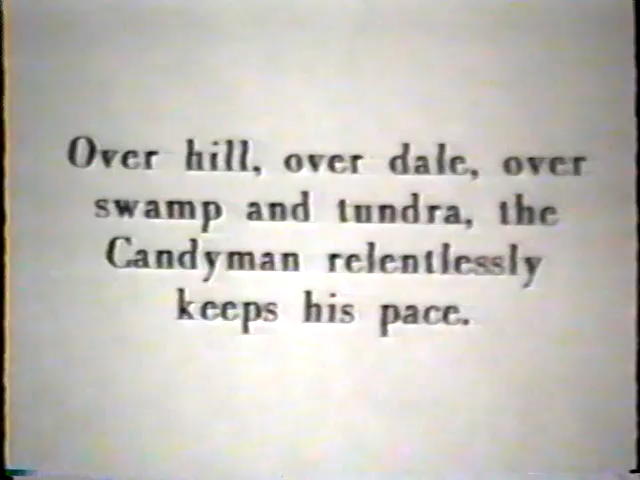 Over hill, over dale, over
swamp and tundra, the
Candyman relentlessly
keeps his pace.